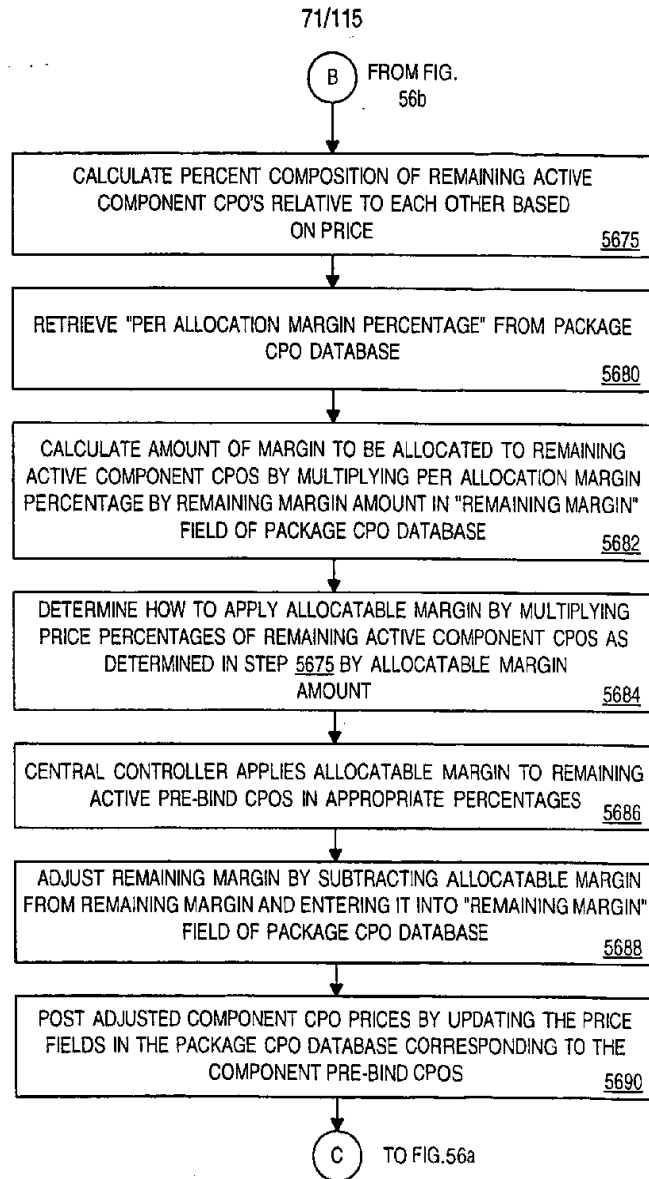 71/115
B FROM FIG.
56b
CALCULATE PERCENT COMPOSITION OF REMAINING ACTIVE
COMPONENT CPO'S RELATIVE TO EACH OTHER BASED
ON PRICE
5675
RETRIEVE "PER ALLOCATION MARGIN PERCENTAGE" FROM PACKAGE
CPO DATABASE
5680
CALCULATE AMOUNT OF MARGIN TO BE ALLOCATED TO REMAINING
ACTIVE COMPONENT CPOS BY MULTIPLYING PER ALLOCATION MARGIN
PERCENTAGE BY REMAINING MARGIN AMOUNT IN "REMAINING MARGIN"
FIELD OF PACKAGE CPO DATABASE
5682
DETERMINE HOW TO APPLY ALLOCATABLE MARGIN BY MULTIPLYING
PRICE PERCENTAGES OF REMAINING ACTIVE COMPONENT CPOS AS
DETERMINED IN STEP 5675 BY ALLOCATABLE MARGIN
AMOUNT
5684
CENTRAL CONTROLLER APPLIES ALLOCATABLE MARGIN TO REMAINING
ACTIVE PRE-BIND CPOS IN APPROPRIATE PERCENTAGES
5686
ADJUST REMAINING MARGIN BY SUBTRACTING ALLOCATABLE MARGIN
FROM REMAINING MARGIN AND ENTERING IT INTO "REMAINING MARGIN"
FIELD OF PACKAGE CPO DATABASE
5688
POST ADJUSTED COMPONENT CPO PRICES BY UPDATING THE PRICE
FIELDS IN THE PACKAGE CPO DATABASE CORRESPONDING TO THE
COMPONENT PRE-BIND CPOS
5690
C TO FIG.56a